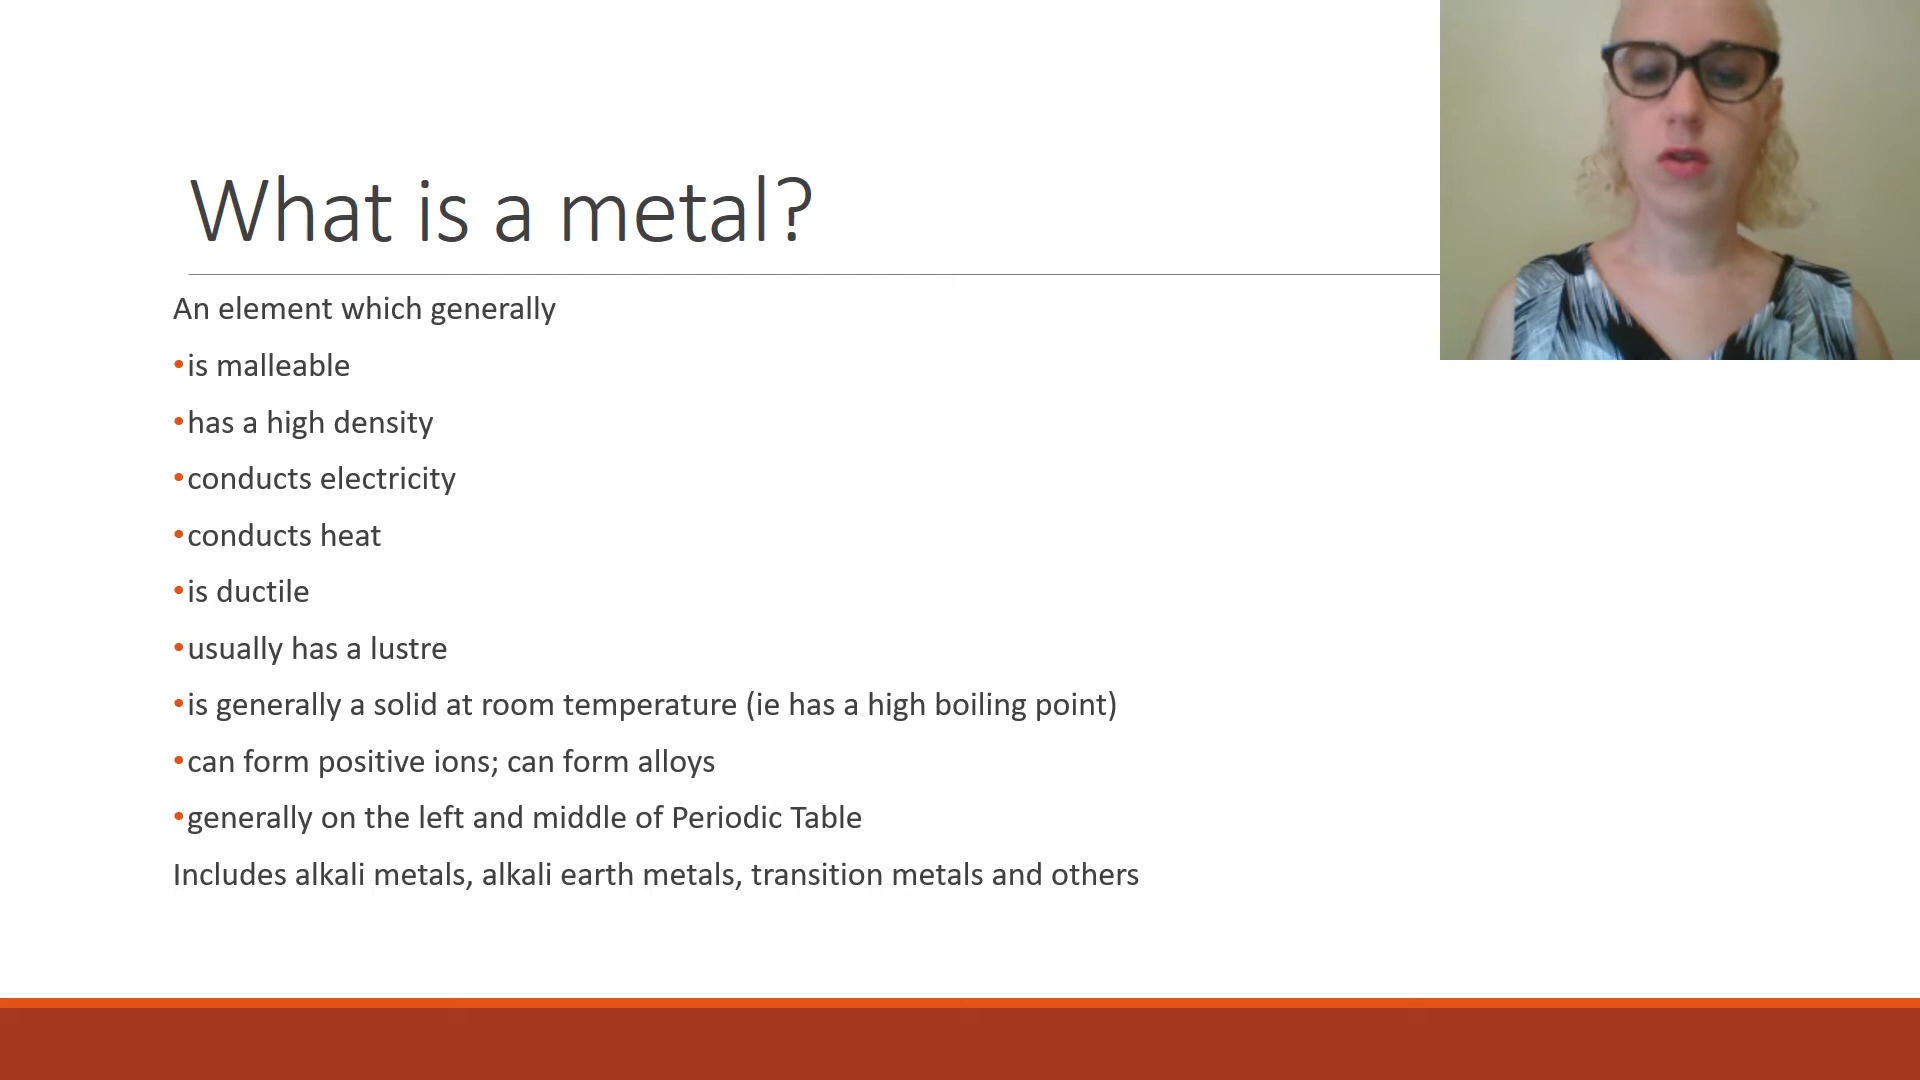 What is a metal?
An element which generally
•is malleable
•has a high density
•conducts electricity
•conducts heat
•is ductile
•usually has a lustre
•is generally a solid at room temperature (ie has a high boiling point)
•can form positive ions; can form alloys
•generally on the left and middle of Periodic Table
Includes alkali metals, alkali earth metals, transition metals and others